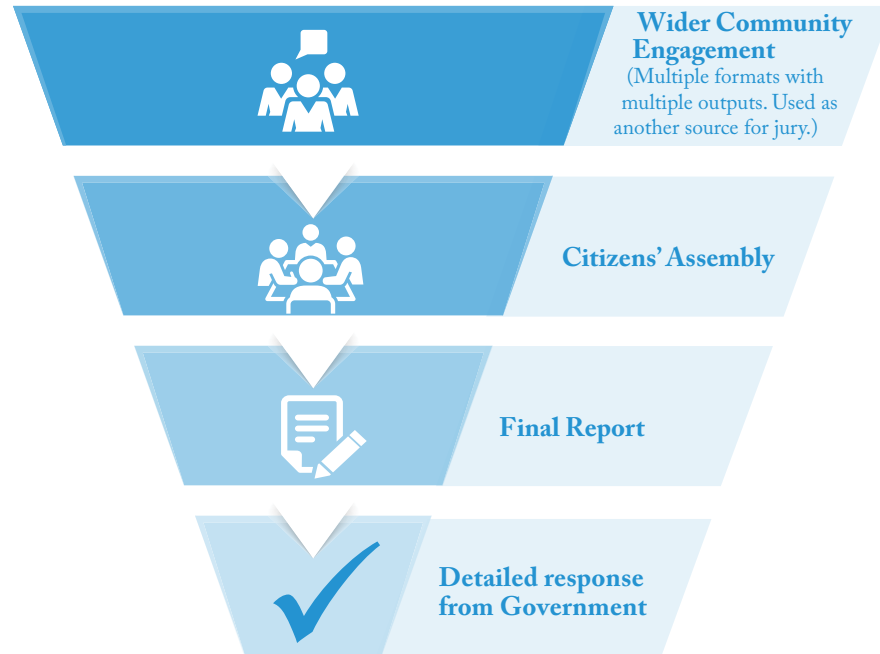 Wider Community
Engagement
(Multiple formats with
multiple outputs. Used as
another source for jury.)
Citizens’ Assembly
Final Report
Detailed response
from Government